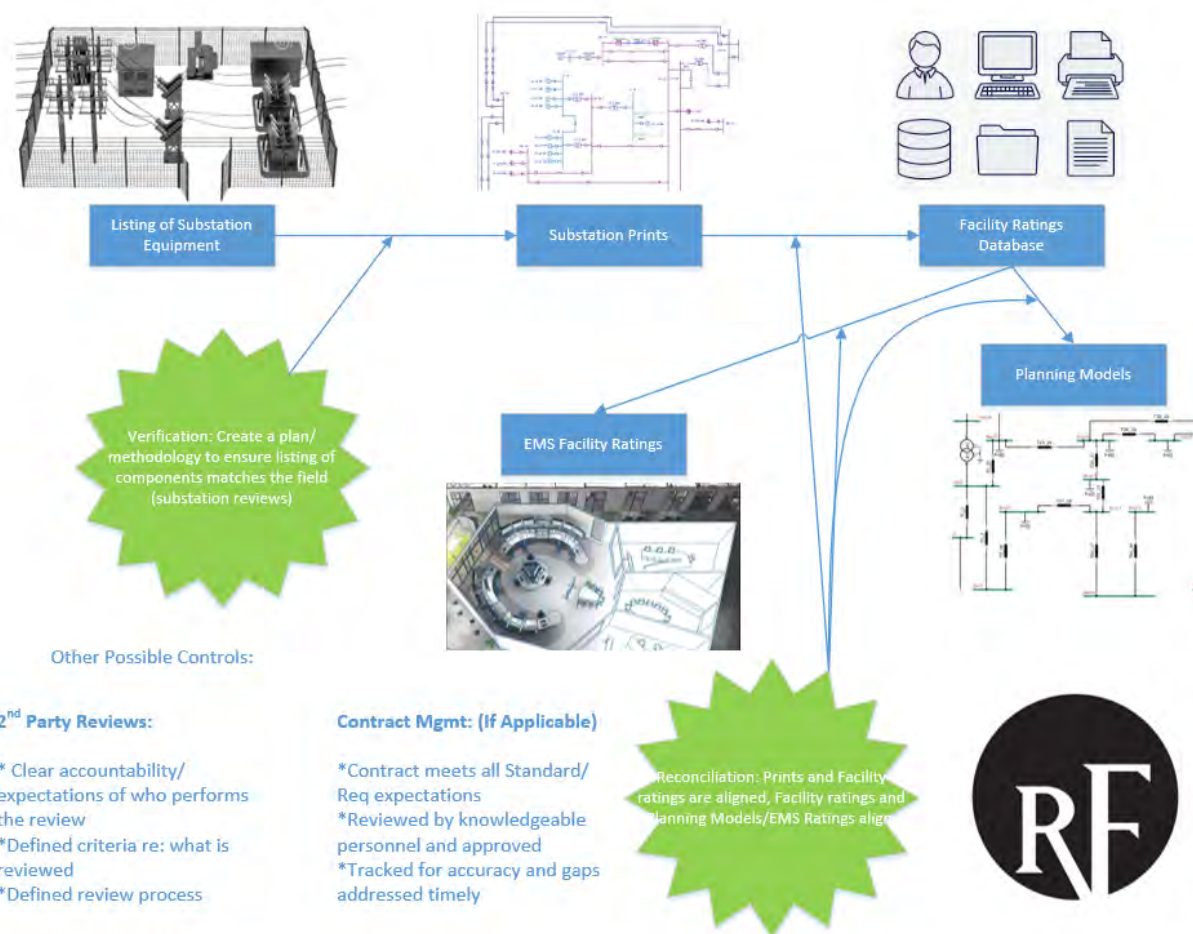 Listing of Substation
Equipment
Substation Prints
Facility Ratings
Database
Planning Models
EMS Facility Ratings
Verification: Create a plan/
methodology to ensure listing of
components matches the field
(substation reviews)
Other Possible Controls:
2nd Party Reviews:
* Clear accountability/
expectations of who performs
the review
*Defined criteria re: what is
reviewed
*Defined review process
Contract Mgmt: (If Applicable)
*Contract meets all Standard/
Req expectations
*Reviewed by knowledgeable
personnel and approved
*Tracked for accuracy and gaps
addressed timely
Reconciliation: Prints and Facility
ratings are aligned, Facility ratings and
Planning Models/EMS Ratings align
RF